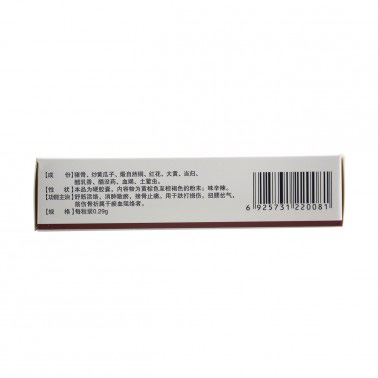 【成　份】猪骨、炒黄瓜子、煅自然铜、红花、大黄、当归、
醋乳香、醋没药、血竭、土鳖虫。
【性　状】本品为硬胶囊，内容物为黄棕色至棕褐色的粉末；味辛辣。
【功能主治】舒筋活络，消肿散瘀，接骨止痛，用于跌打损伤，扭腰岔气，
筋伤骨折属于瘀血阻络者。
【规　格】每粒装0.29g
6 925731 220081